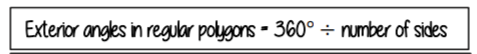 Exterior angles in regular polygons = 360° ÷ number of sides